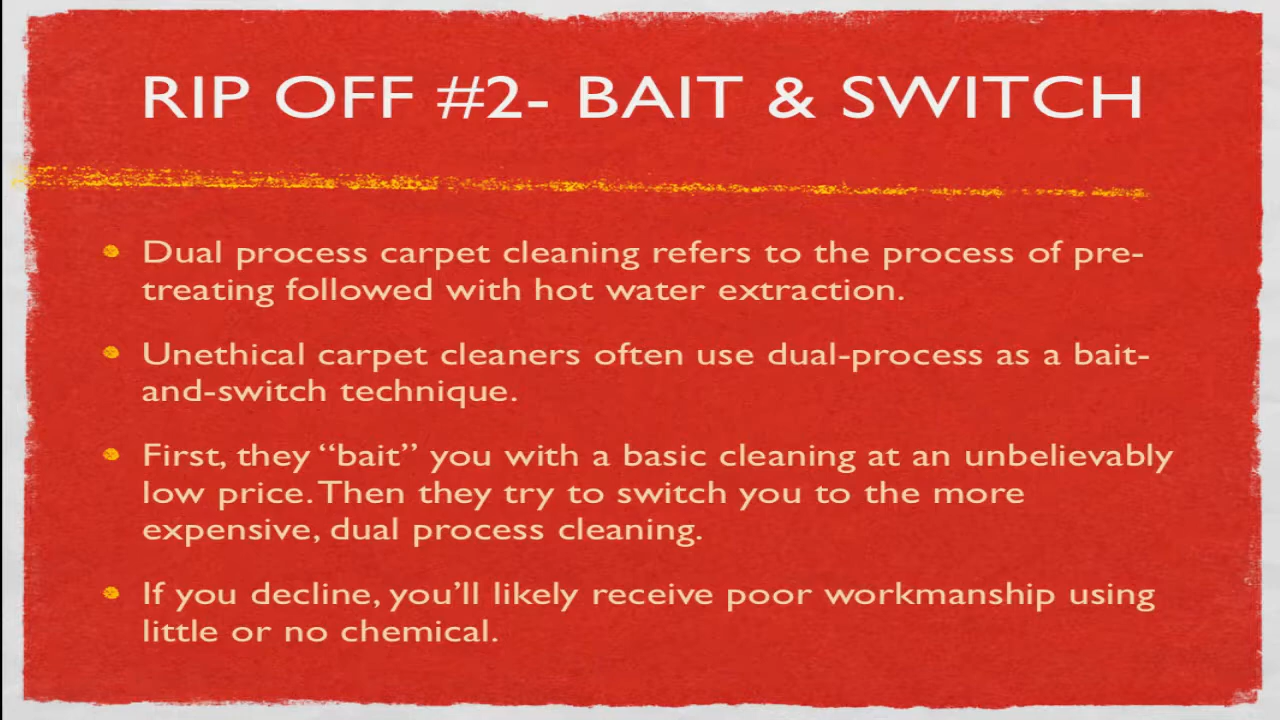 RIP OFF #2- BAIT & SWITCH
Dual process carpet cleaning refers to the process of pre-
treating followed with hot water extraction.
Unethical carpet cleaners often use dual-process as a bait-
and-switch technique.
First, they “bait” you with a basic cleaning at an unbelievably
low price. Then they try to switch you to the more
expensive, dual process cleaning.
If you decline, you’ll likely receive poor workmanship using
little or no chemical.